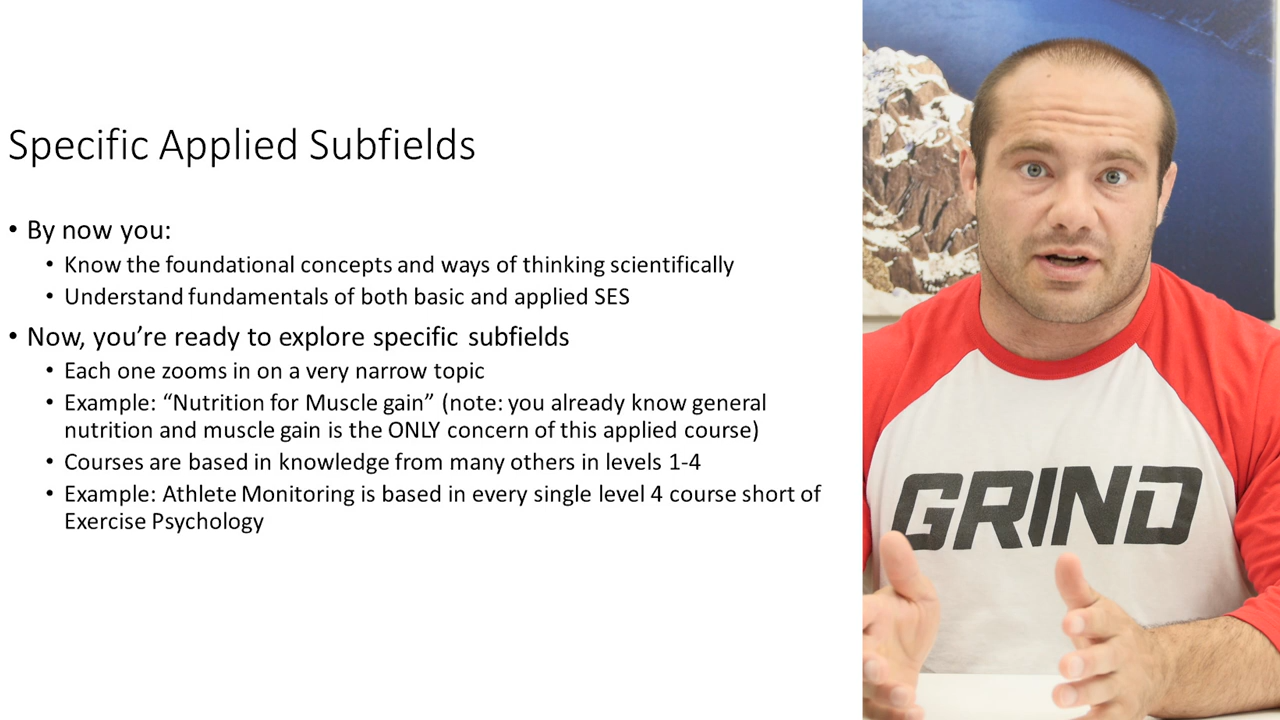 Specific Applied Subfields
• By now you:
• Know the foundational concepts and ways of thinking scientifically
• Understand fundamentals of both basic and applied SES
• Now, you’re ready to explore specific subfields
• Each one zooms in on a very narrow topic
• Example: “Nutrition for Muscle gain” (note: you already know general
nutrition and muscle gain is the ONLY concern of this applied course)
• Courses are based in knowledge from many others in levels 1-4
• Example: Athlete Monitoring is based in every single level 4 course short of
Exercise Psychology
GRIND